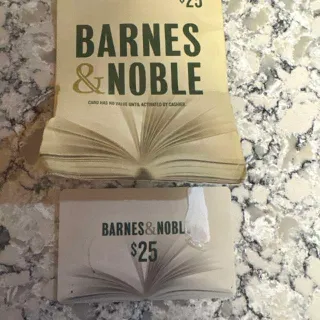 $25
BARNES
& NOBLE
CARD HAS NO VALUE UNTIL ACTIVATED BY CASHIER.
BARNES&NOBLE
$25